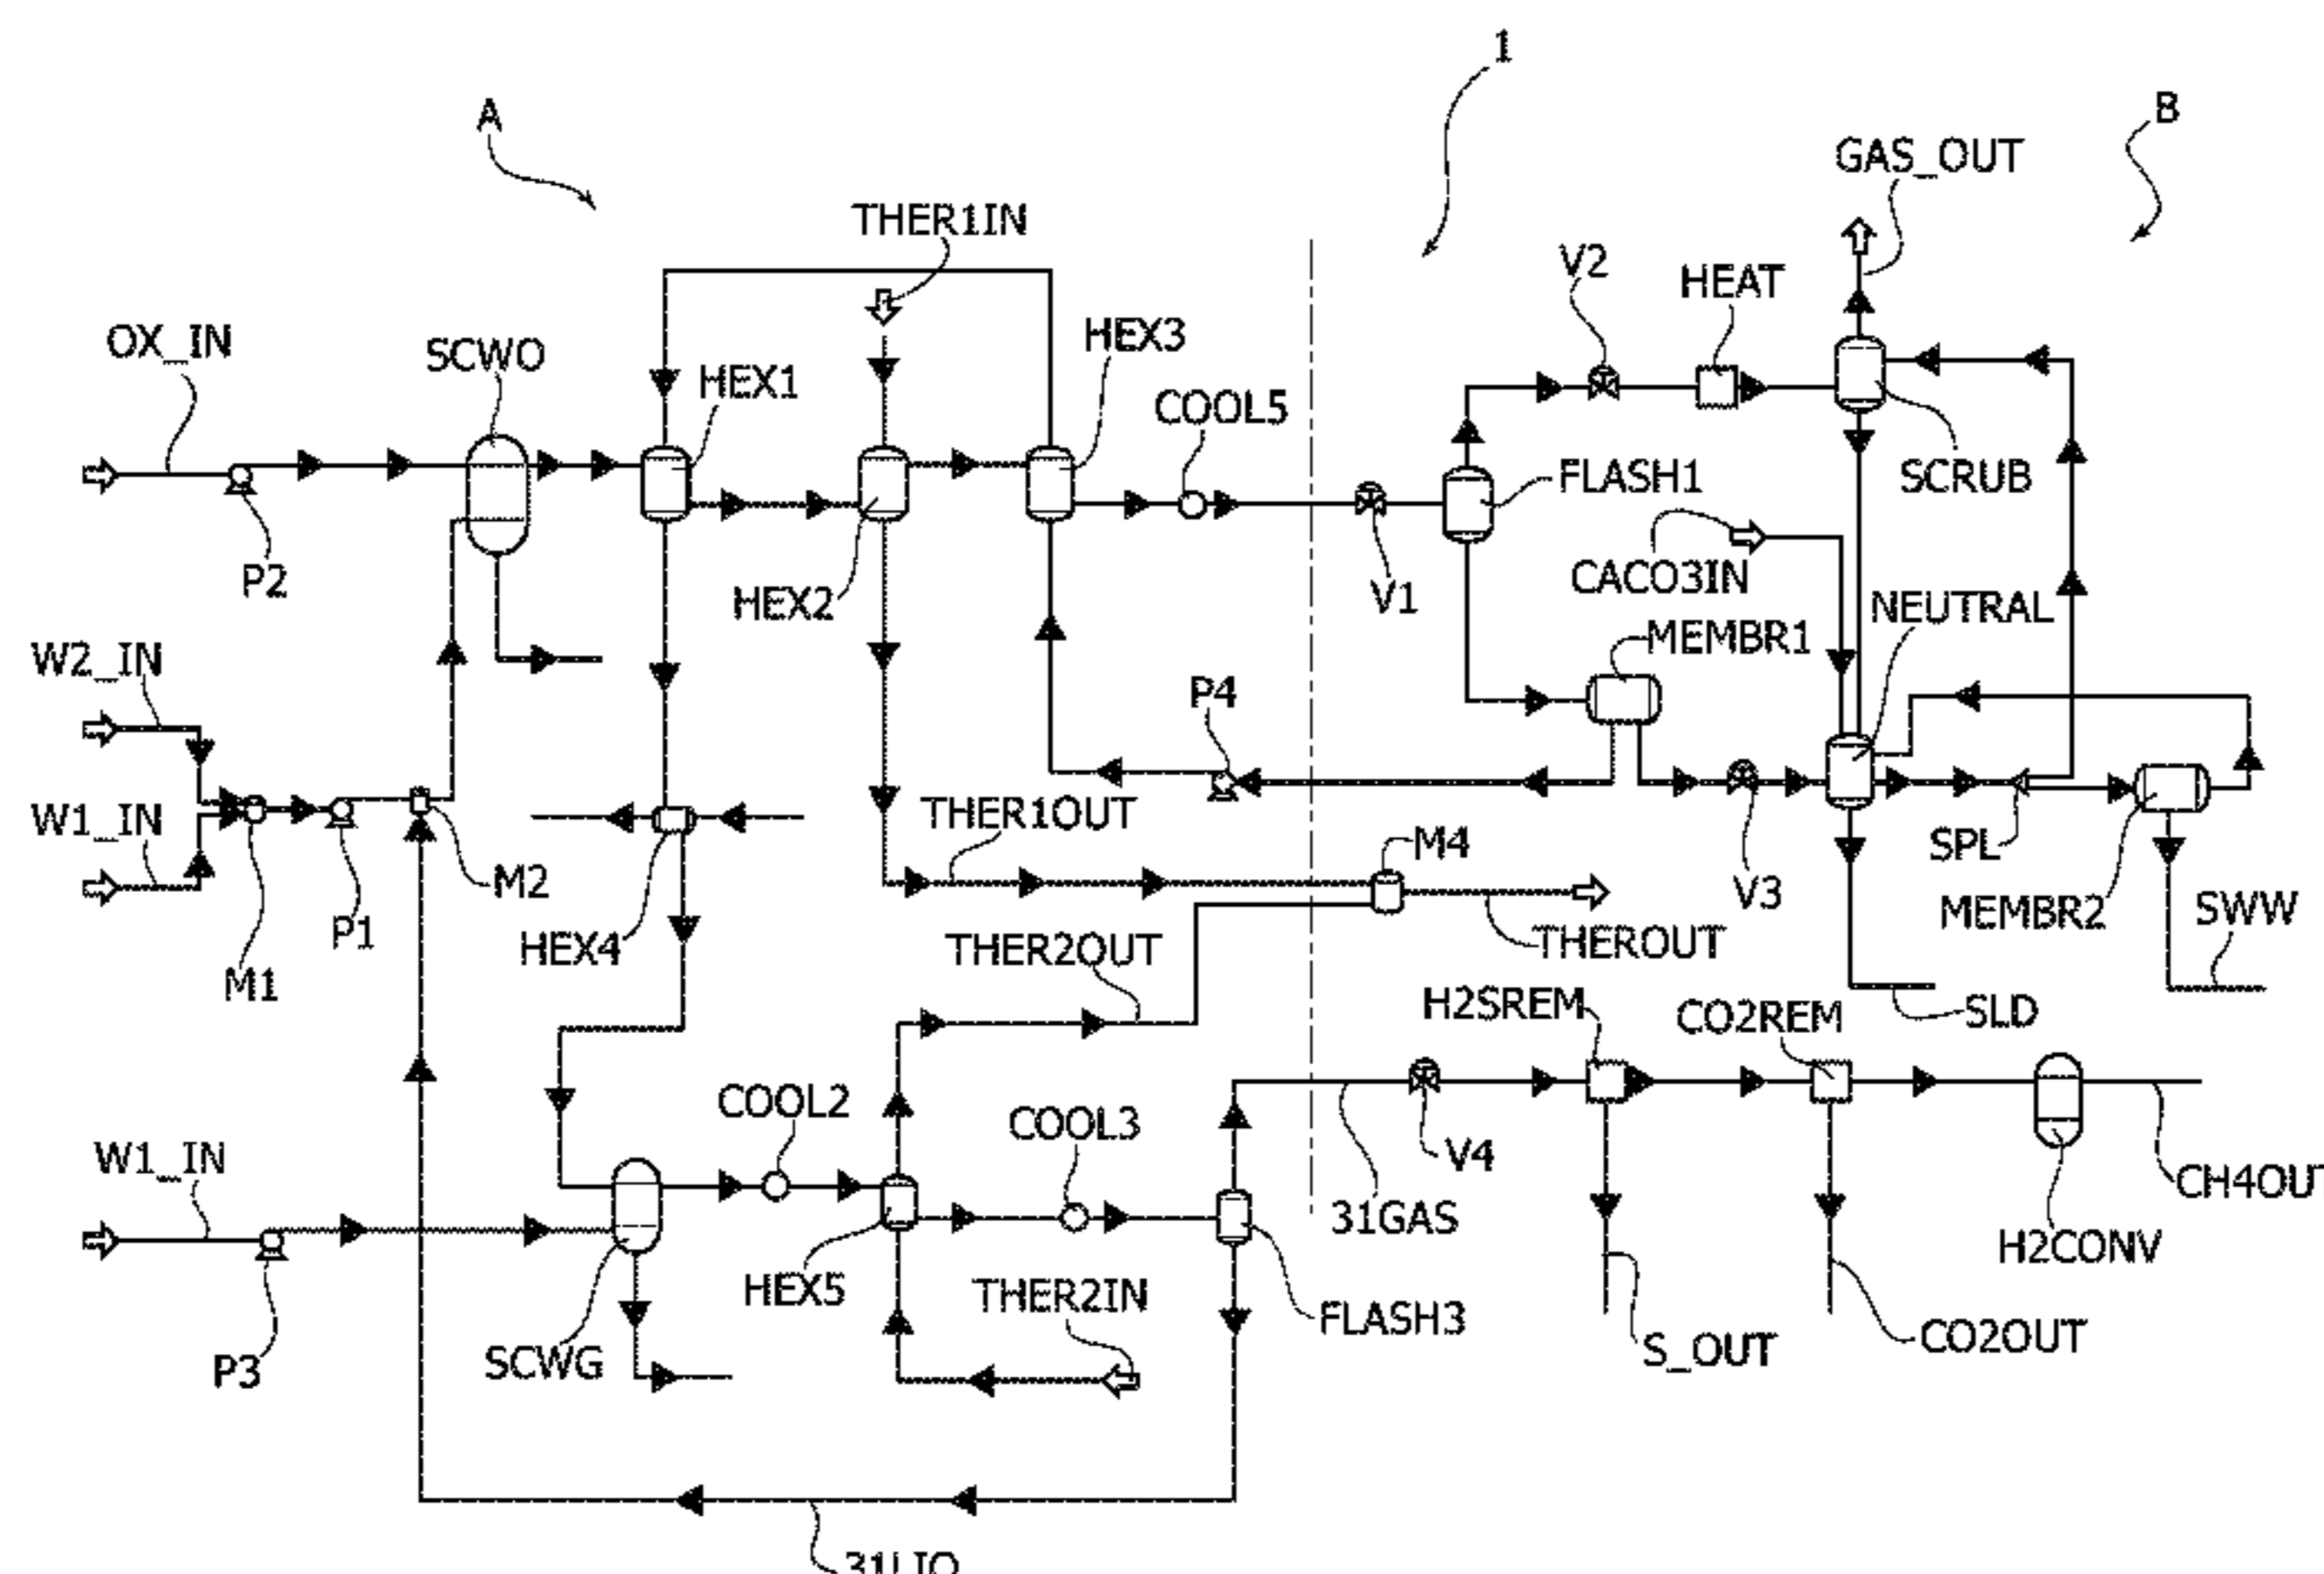 1
A
B
GAS_OUT
THER1IN
V2
HEAT
OX_IN
SCWO
HEX1
HEX3
COOL5
FLASH1
SCRUB
P2
HEX2
V1
CACO3IN
NEUTRAL
W2_IN
MEMBR1
P4
W1_IN
THER1OUT
M4
SPL
M2
V3
MEMBR2
SWW
P1
HEX4
THER2OUT
THEROUT
M1
H2SREM
CO2REM
SLD
COOL2
COOL3
W1_IN
V4
CH4OUT
31GAS
H2CONV
HEX5
THER2IN
FLASH3
P3
SCWG
S_OUT
CO2OUT
31LIQ